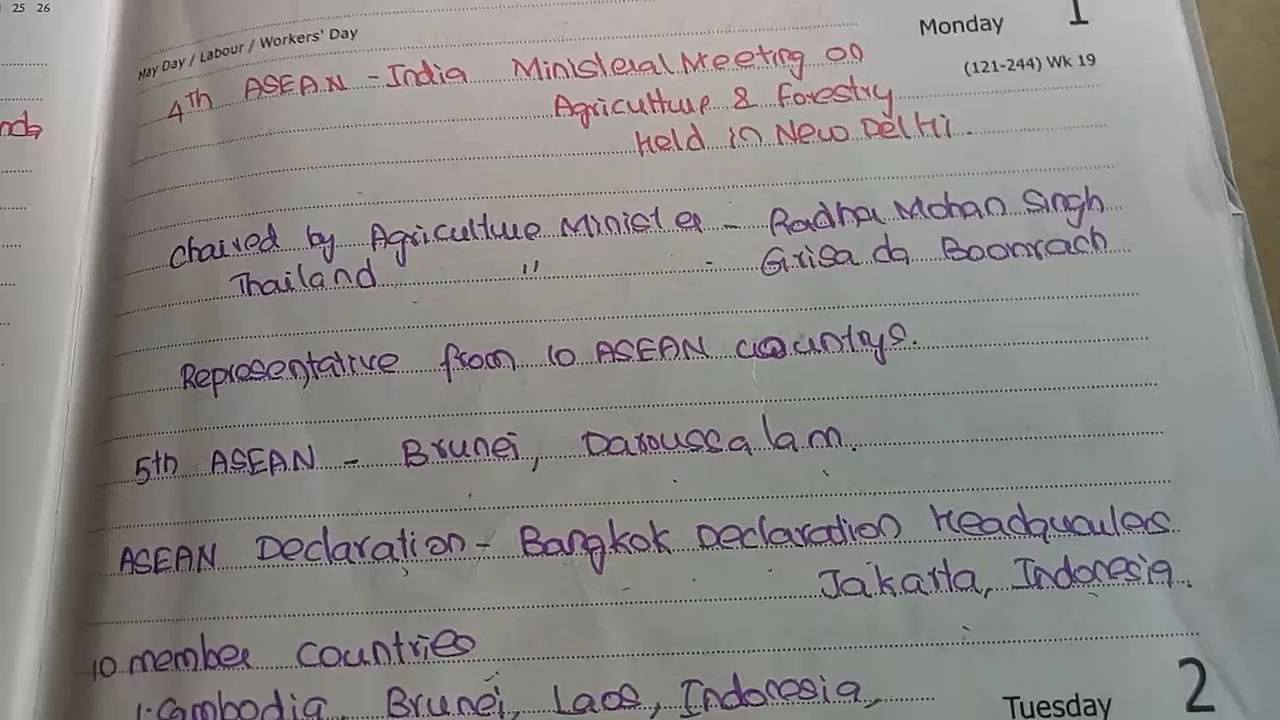 25 26
May Day / Labour / Workers' Day
Monday 1
(121-244) Wk 19
4Th ASEAN - India Ministeral Meeting on
Agriculture & Forestry
Held in New Delhi.
Chaired by Agriculture Minister - Radha Mohan Singh
Thailand " - Grisada Boonrach
Representative from 10 ASEAN countrys.
5th ASEAN - Brunei, Daroussalam.
ASEAN Declaration - Bangkok Declaration Headquaters.
Jakarta, Indonesia.
10 member countries
1. Cambodia, Brunei, Laos, Indonesia,
Tuesday 2